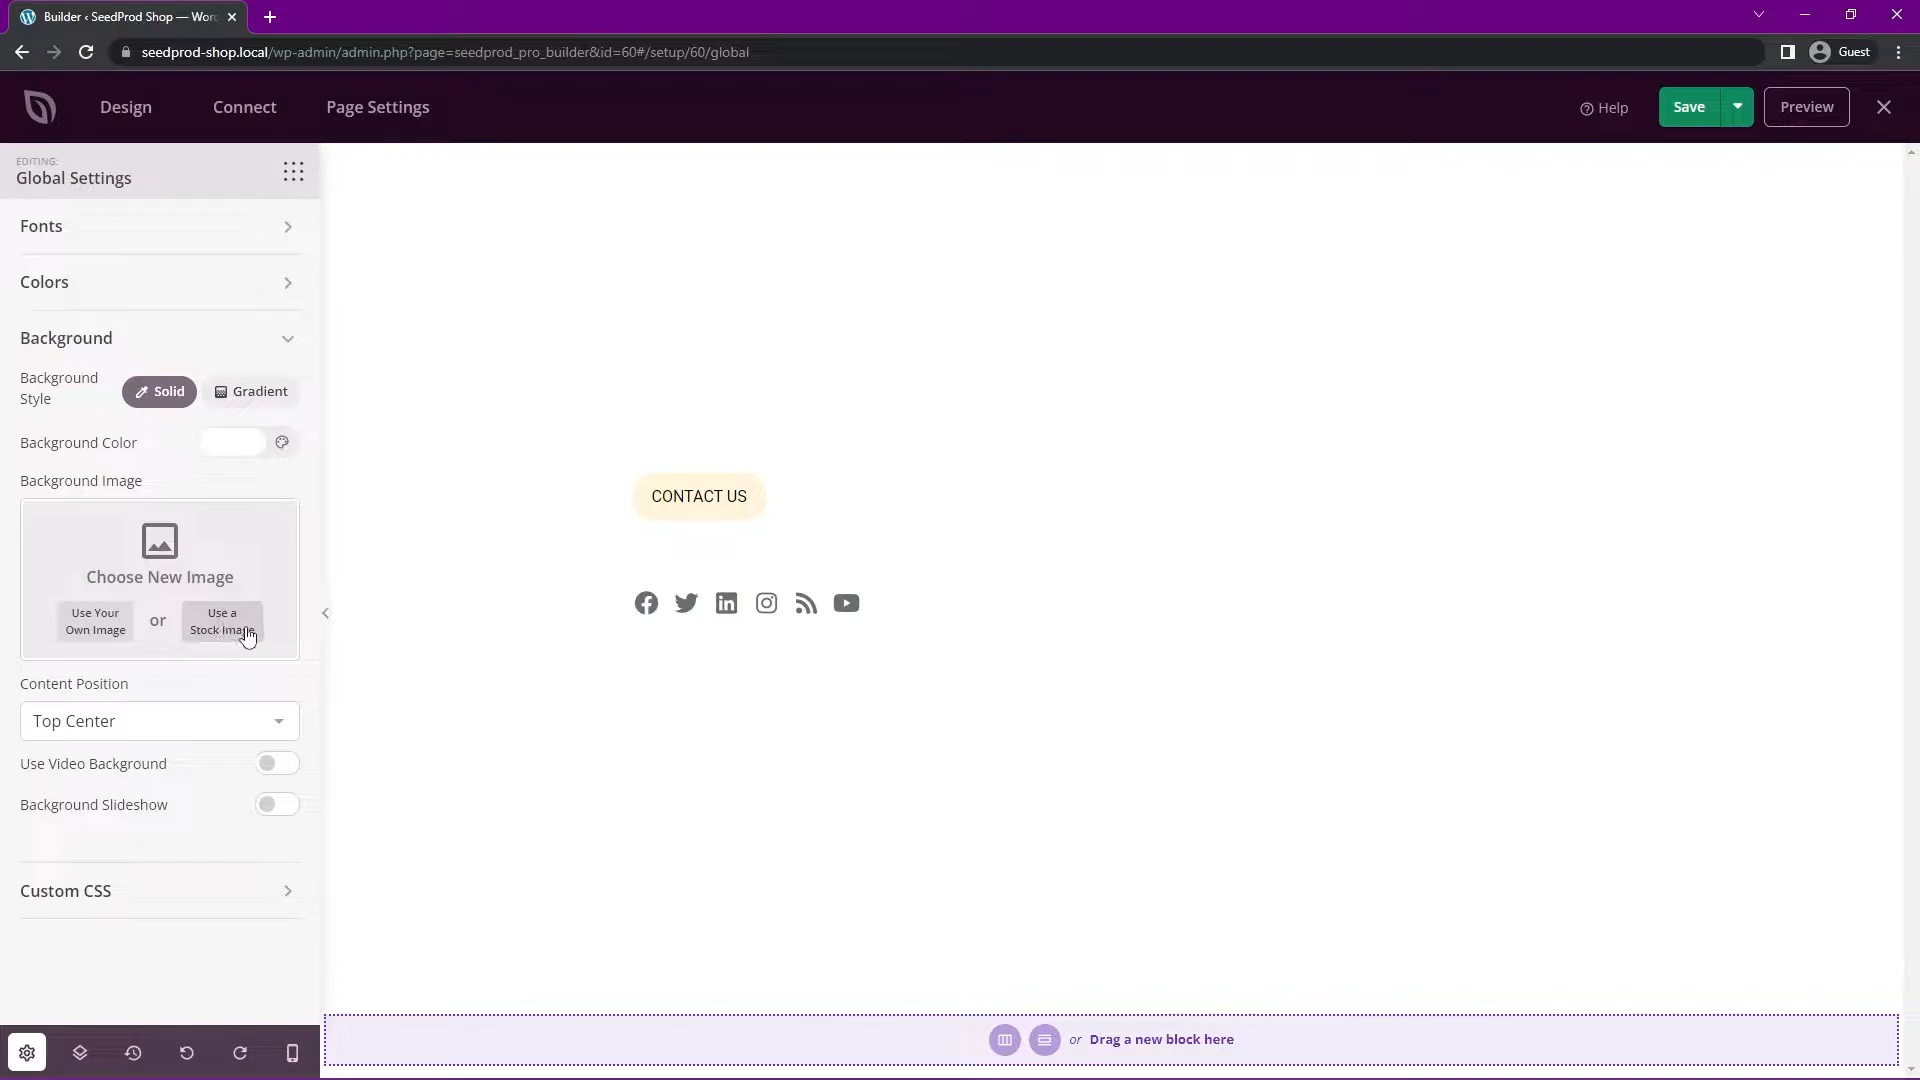 Builder ‹ SeedProd Shop — Wor
seedprod-shop.local/wp-admin/admin.php?page=seedprod_pro_builder&id=60#/setup/60/global
Guest
Design
Connect
Page Settings
Help
Save
Preview
EDITING:
Global Settings
Fonts
Colors
Background
Background
Style
Solid
Gradient
Background Color
Background Image
Choose New Image
Use Your
Own Image
or
Use a
Stock Image
Content Position
Top Center
Use Video Background
Background Slideshow
Custom CSS
CONTACT US
or Drag a new block here